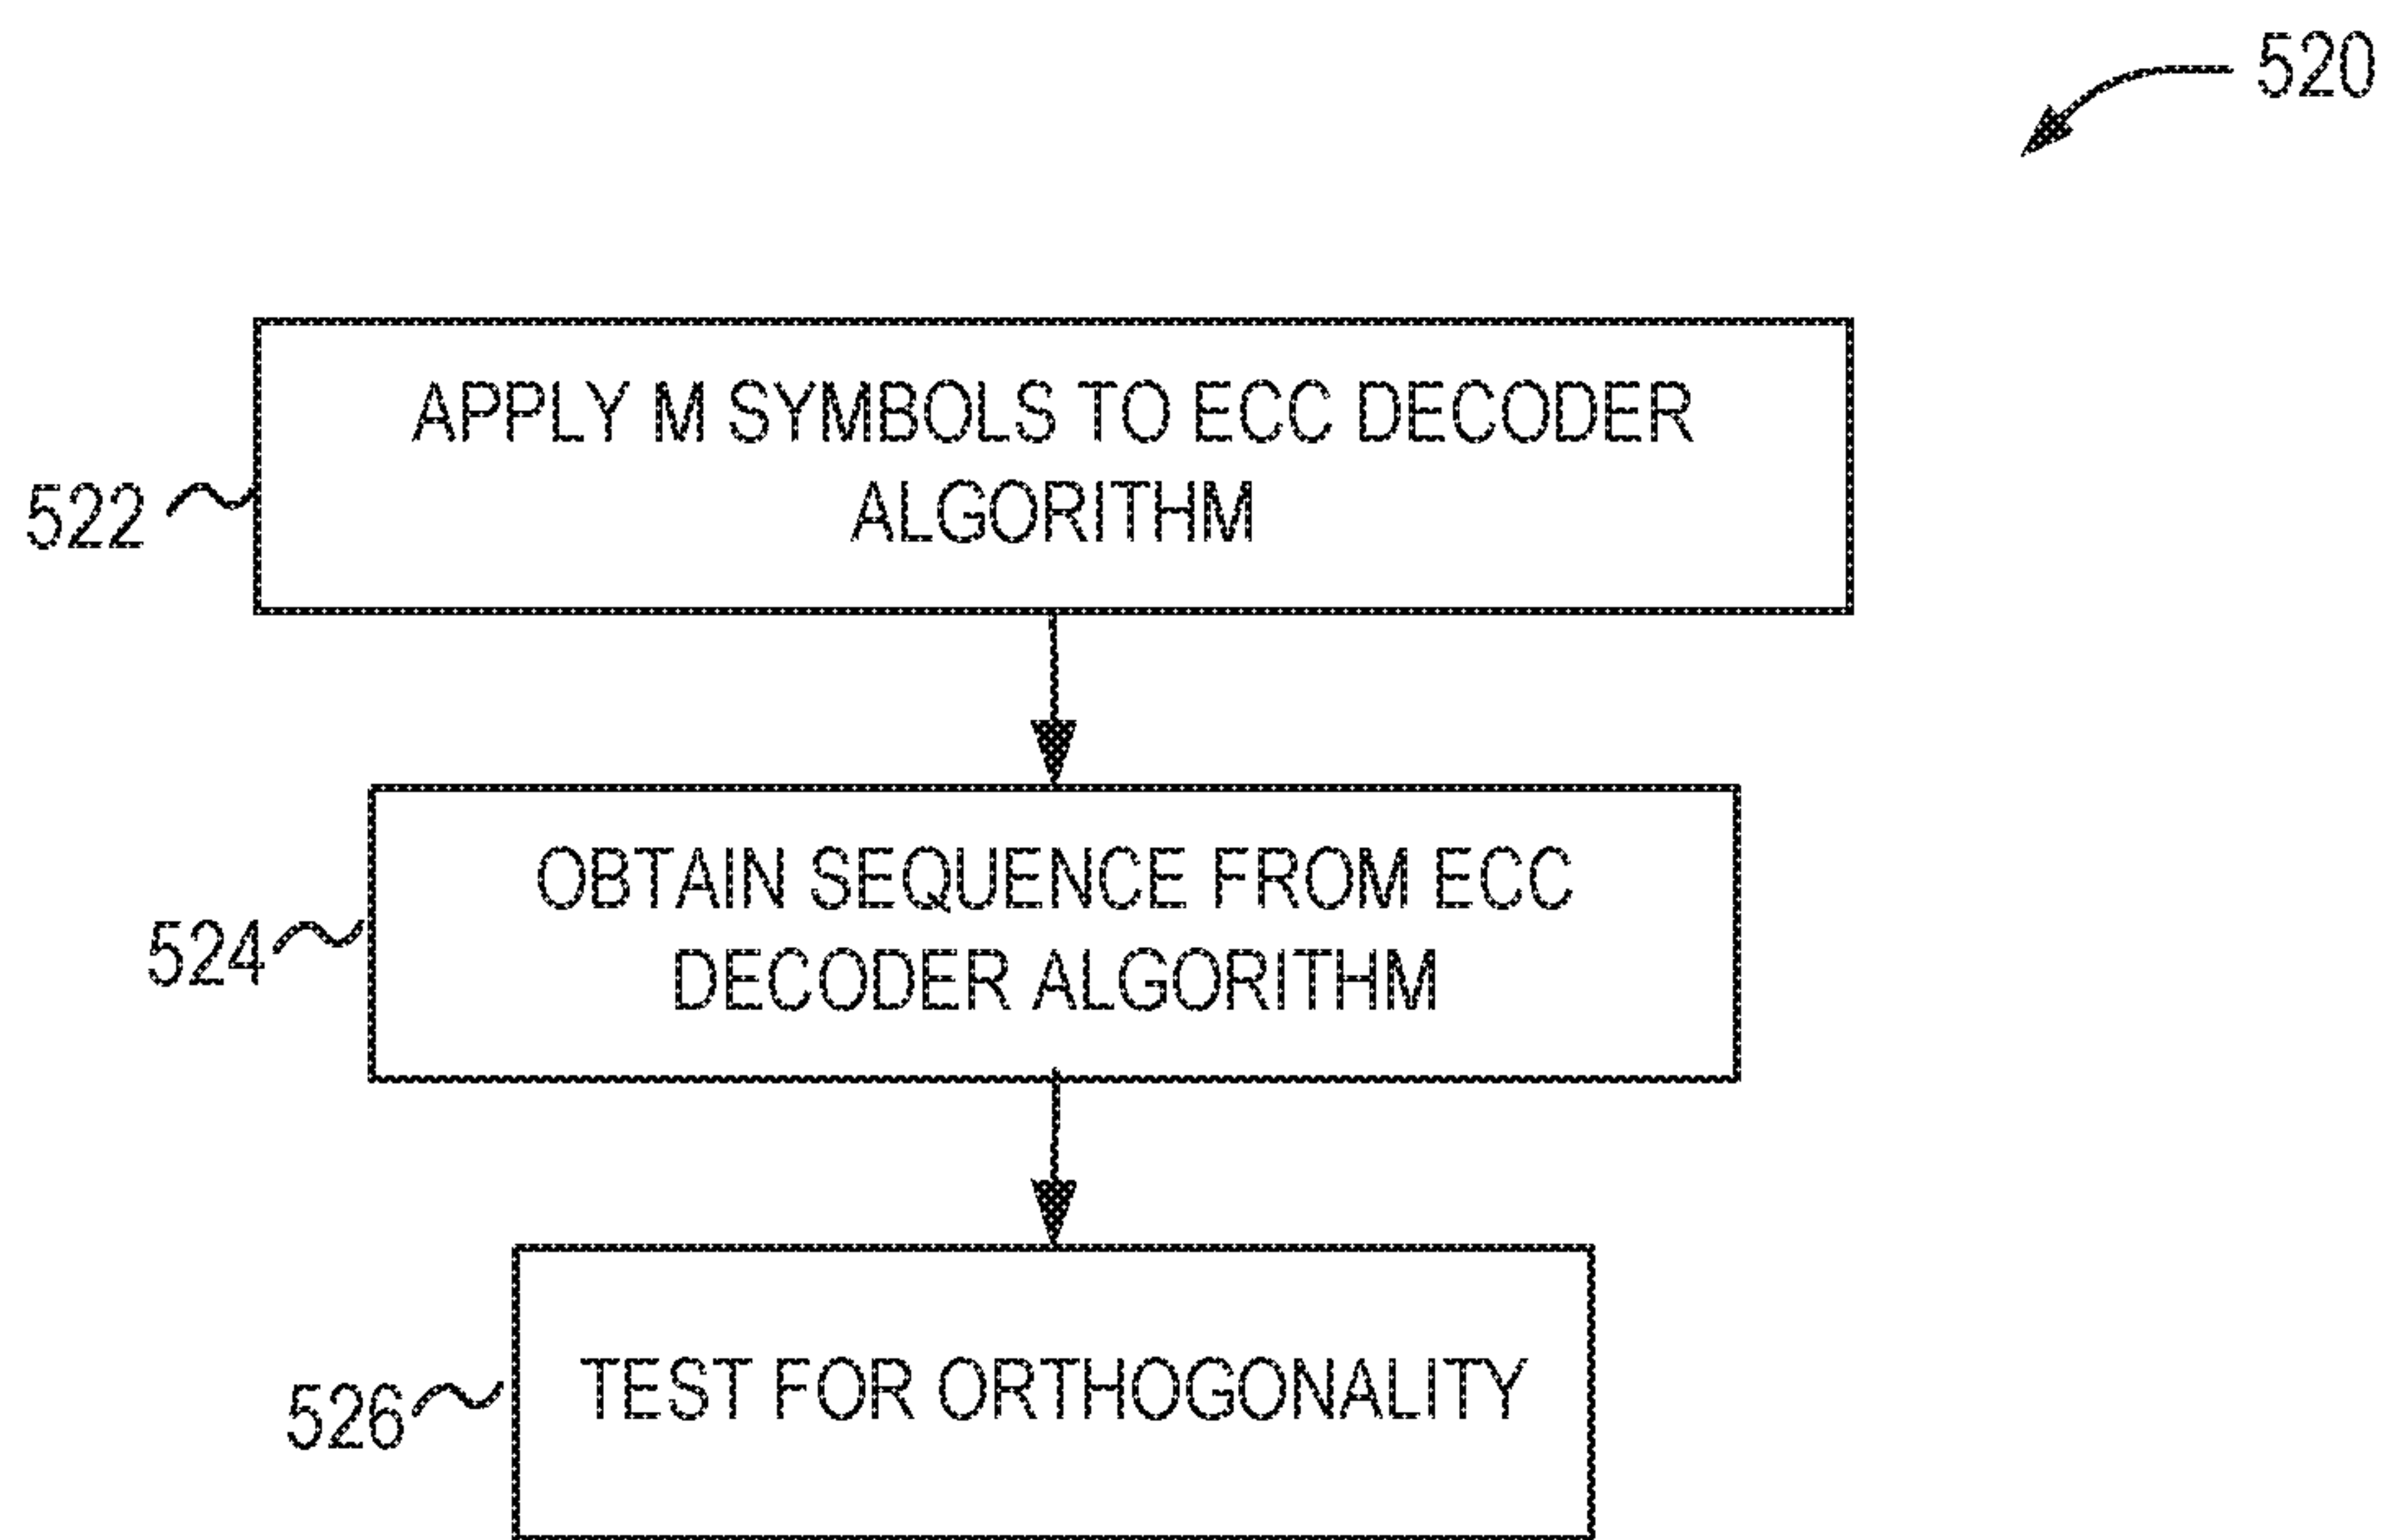 520
APPLY M SYMBOLS TO ECC DECODER
ALGORITHM
522
OBTAIN SEQUENCE FROM ECC
DECODER ALGORITHM
524
TEST FOR ORTHOGONALITY
526